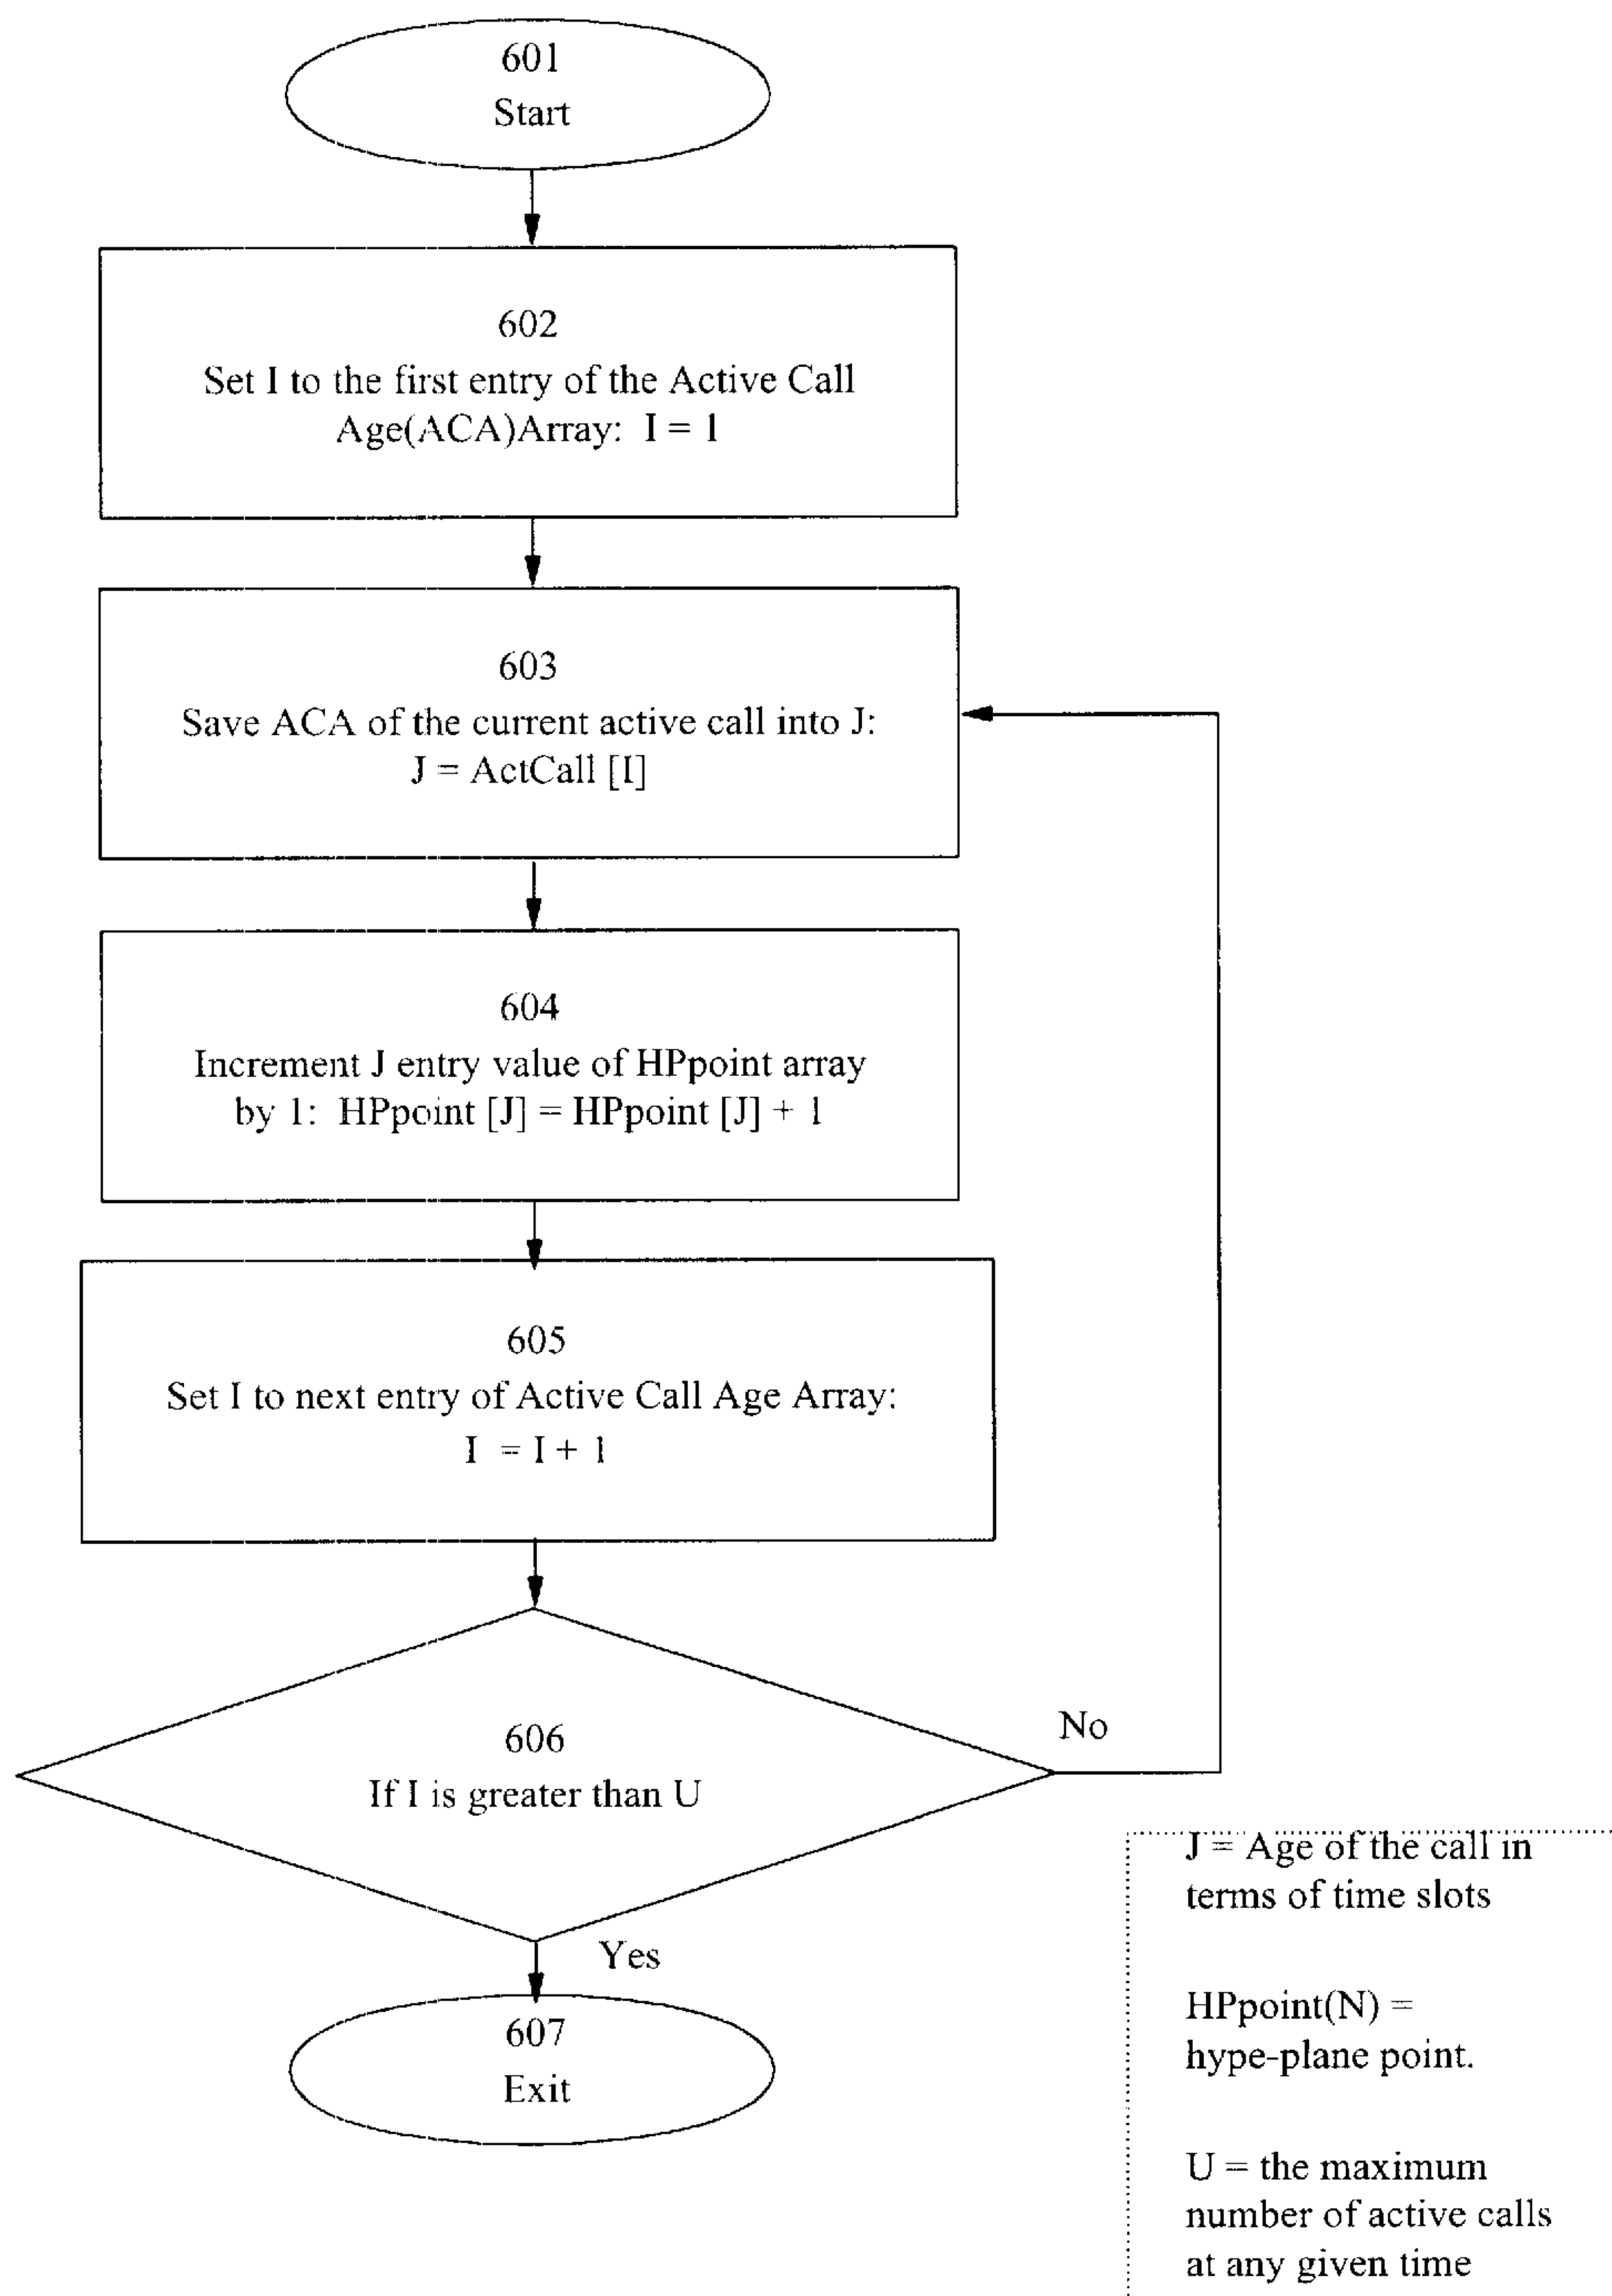 601
Start
602
Set I to the first entry of the Active Call
Age(ACA)Array: I = 1
603
Save ACA of the current active call into J:
J = ActCall [I]
604
Increment J entry value of HPpoint array
by 1: HPpoint [J] = HPpoint [J] + 1
605
Set I to next entry of Active Call Age Array:
I = I + 1
606
If I is greater than U
No
Yes
607
Exit
J = Age of the call in
terms of time slots
HPpoint(N) =
hype-plane point.
U = the maximum
number of active calls
at any given time